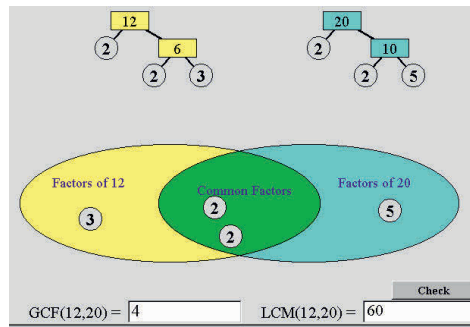 12 20
2 6 2 10
2 3 2 5
Factors of 12 Common Factors Factors of 20
3 2 5
2
Check
GCF(12,20) = 4 LCM(12,20) = 60